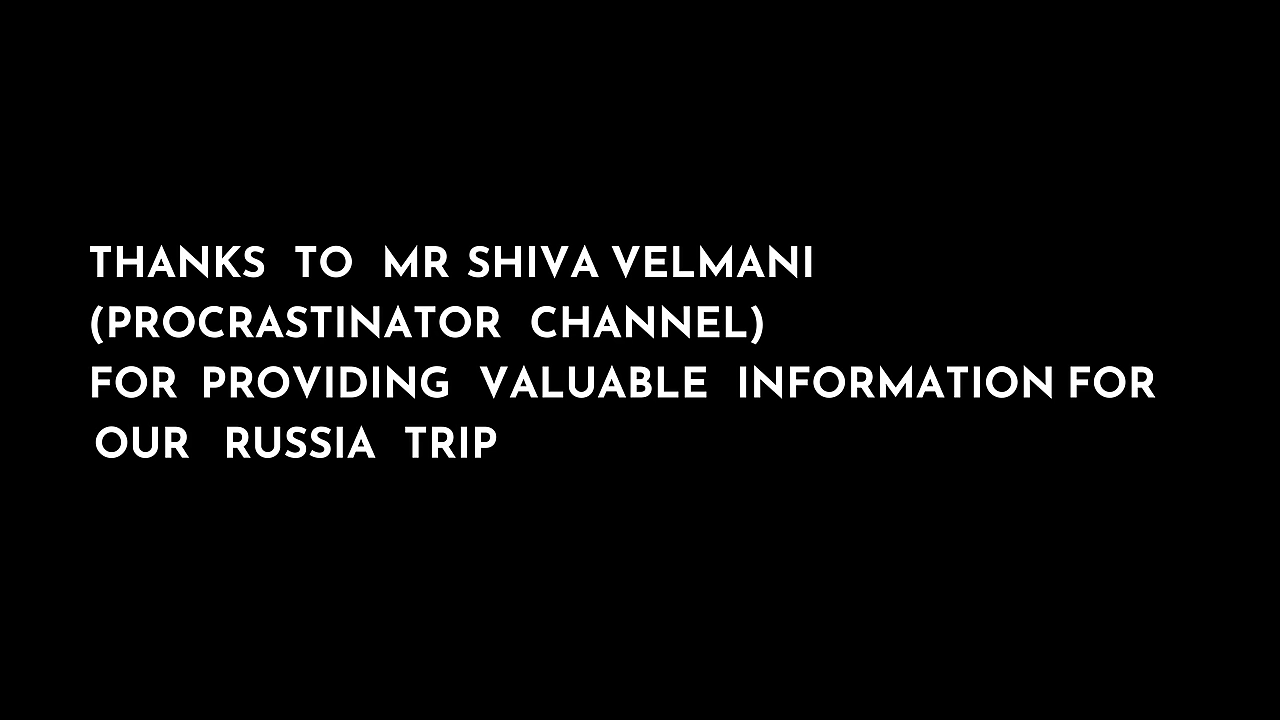 THANKS TO MR SHIVA VELMANI
(PROCRASTINATOR CHANNEL)
FOR PROVIDING VALUABLE INFORMATION FOR
OUR RUSSIA TRIP